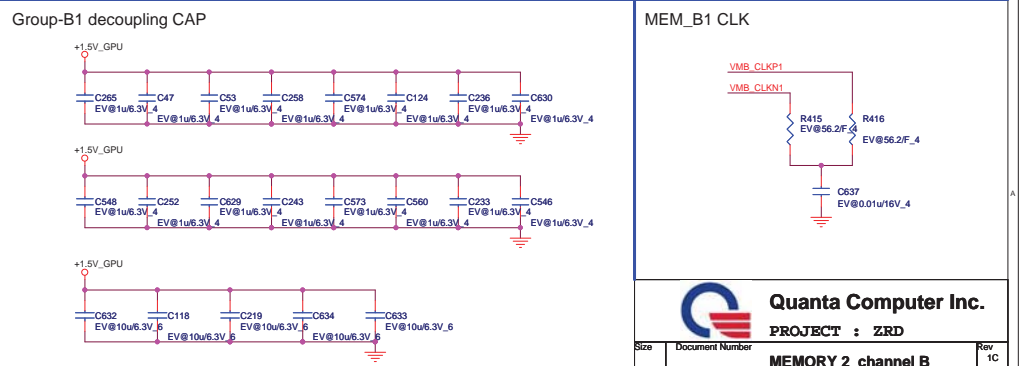 Group-B1 decoupling CAP
+1.5V_GPU
C265 C47 C53 C258 C574 C124 C236 C630
EV@1u/6.3V_4 EV@1u/6.3V_4 EV@1u/6.3V_4 EV@1u/6.3V_4
EV@1u/6.3V_4 EV@1u/6.3V_4 EV@1u/6.3V_4 EV@1u/6.3V_4
+1.5V_GPU
C548 C252 C629 C243 C573 C560 C233 C546
EV@1u/6.3V_4 EV@1u/6.3V_4 EV@1u/6.3V_4 EV@1u/6.3V_4
EV@1u/6.3V_4 EV@1u/6.3V_4 EV@1u/6.3V_4 EV@1u/6.3V_4
+1.5V_GPU
C632 C118 C219 C634 C633
EV@10u/6.3V_6 EV@10u/6.3V_6 EV@10u/6.3V_6
EV@10u/6.3V_6 EV@10u/6.3V_6
MEM_B1 CLK
VMB_CLKP1
VMB_CLKN1
R415 R416
EV@56.2/F_4
EV@56.2/F_4
C637
EV@0.01u/16V_4
A
Quanta Computer Inc.
PROJECT : ZRD
Size Document Number Rev
MEMORY 2 channel B 1C